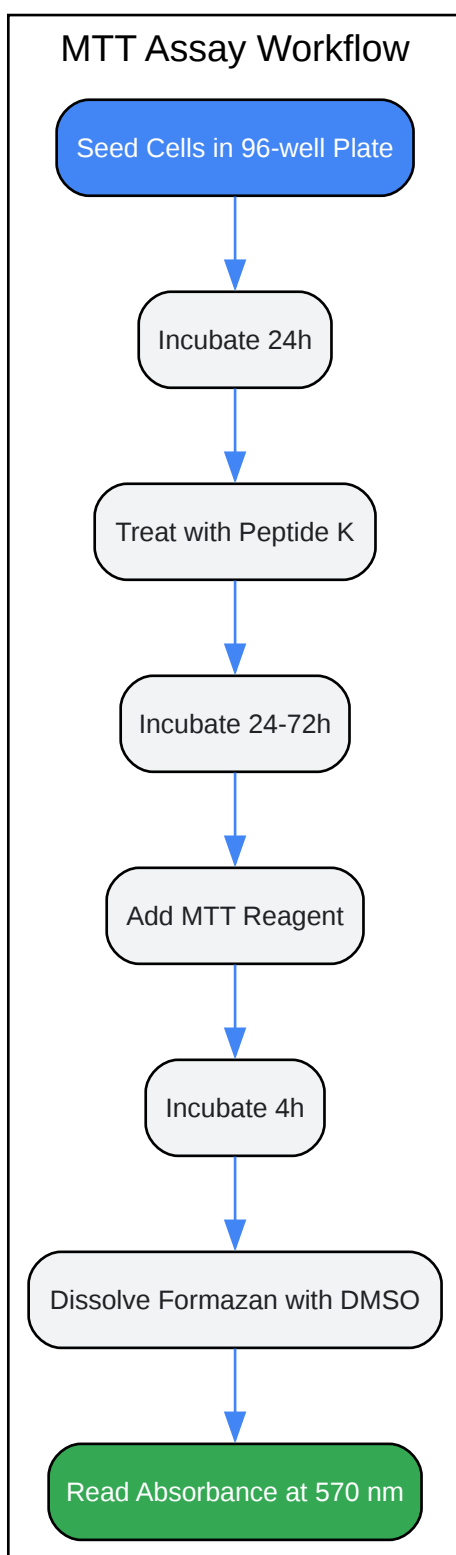 MTT Assay Workflow
Seed Cells in 96-well Plate
Incubate 24h
Treat with Peptide K
Incubate 24-72h
Add MTT Reagent
Incubate 4h
Dissolve Formazan with DMSO
Read Absorbance at 570 nm